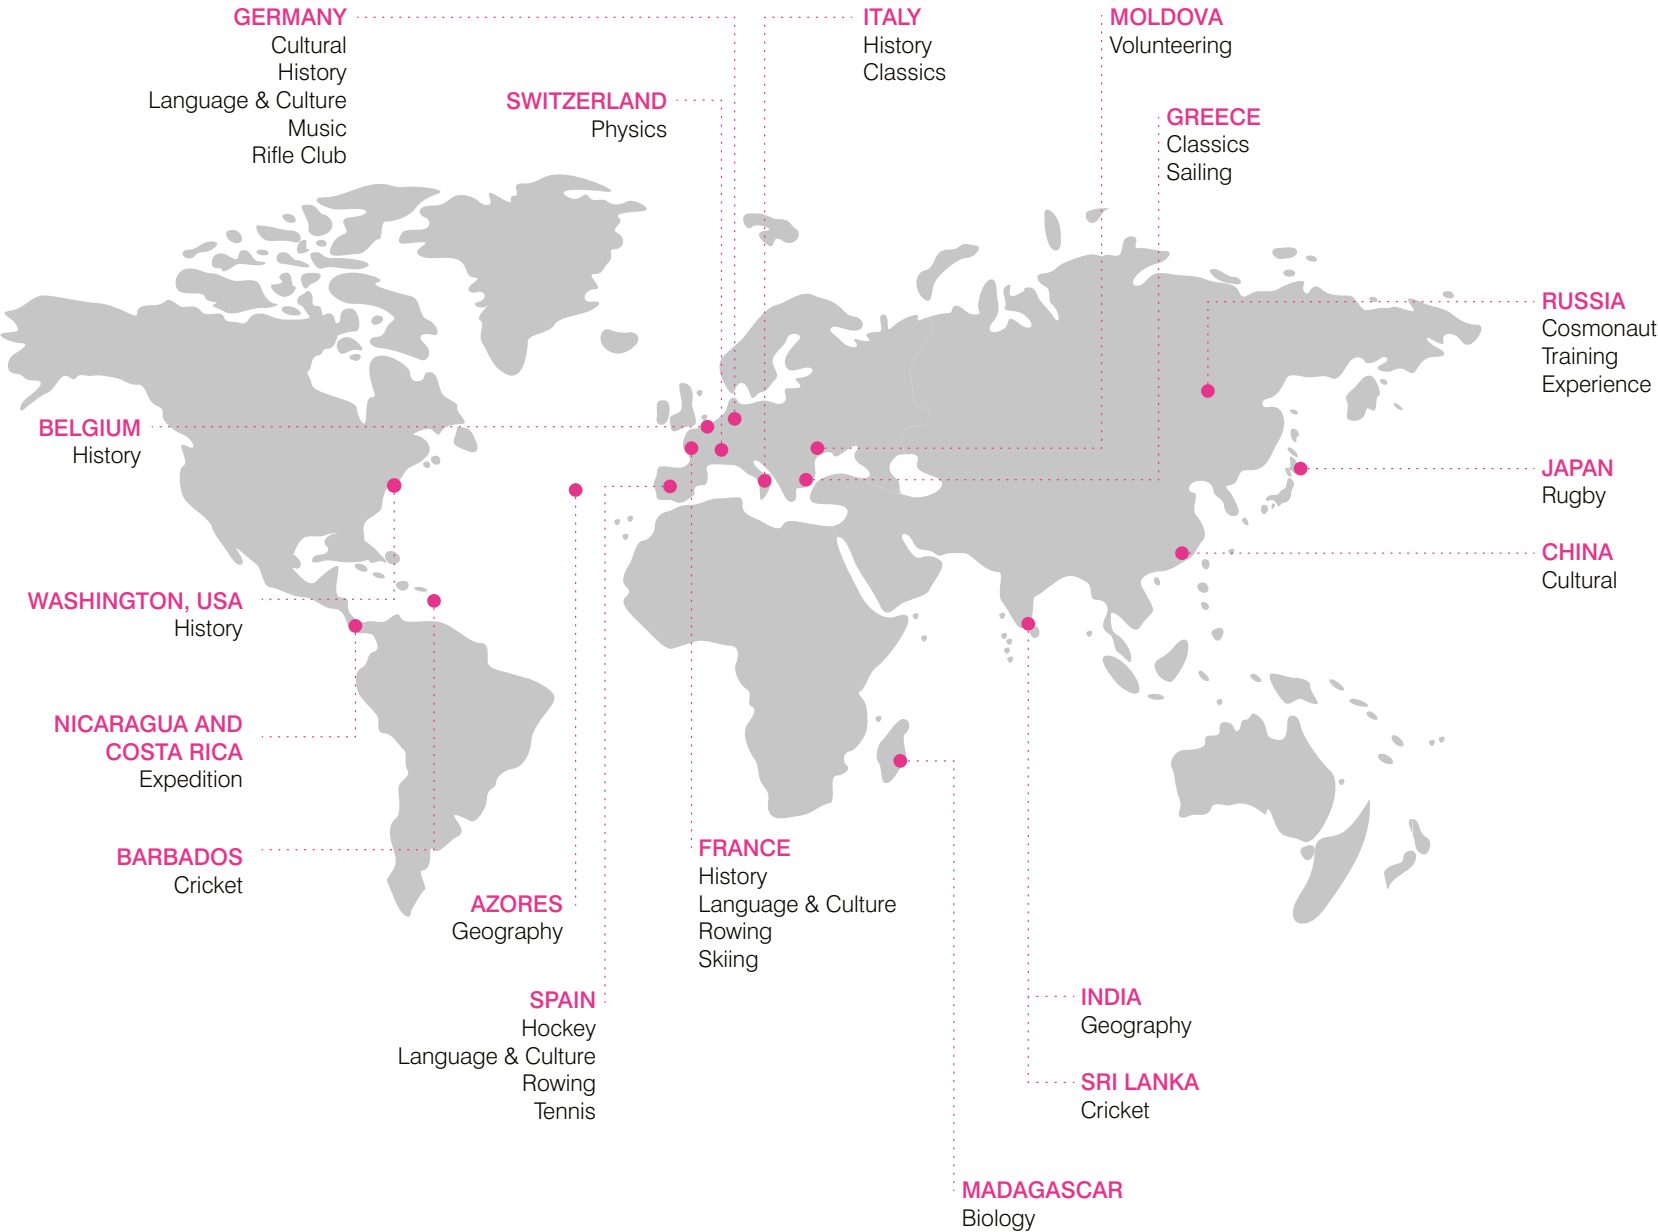 GERMANY
Cultural
History
Language & Culture
Music
Rifle Club
SWITZERLAND
Physics
ITALY
History
Classics
MOLDOVA
Volunteering
GREECE
Classics
Sailing
RUSSIA
Cosmonaut
Training
Experience
BELGIUM
History
JAPAN
Rugby
CHINA
Cultural
WASHINGTON, USA
History
NICARAGUA AND
COSTA RICA
Expedition
BARBADOS
Cricket
AZORES
Geography
FRANCE
History
Language & Culture
Rowing
Skiing
SPAIN
Hockey
Language & Culture
Rowing
Tennis
INDIA
Geography
SRI LANKA
Cricket
MADAGASCAR
Biology